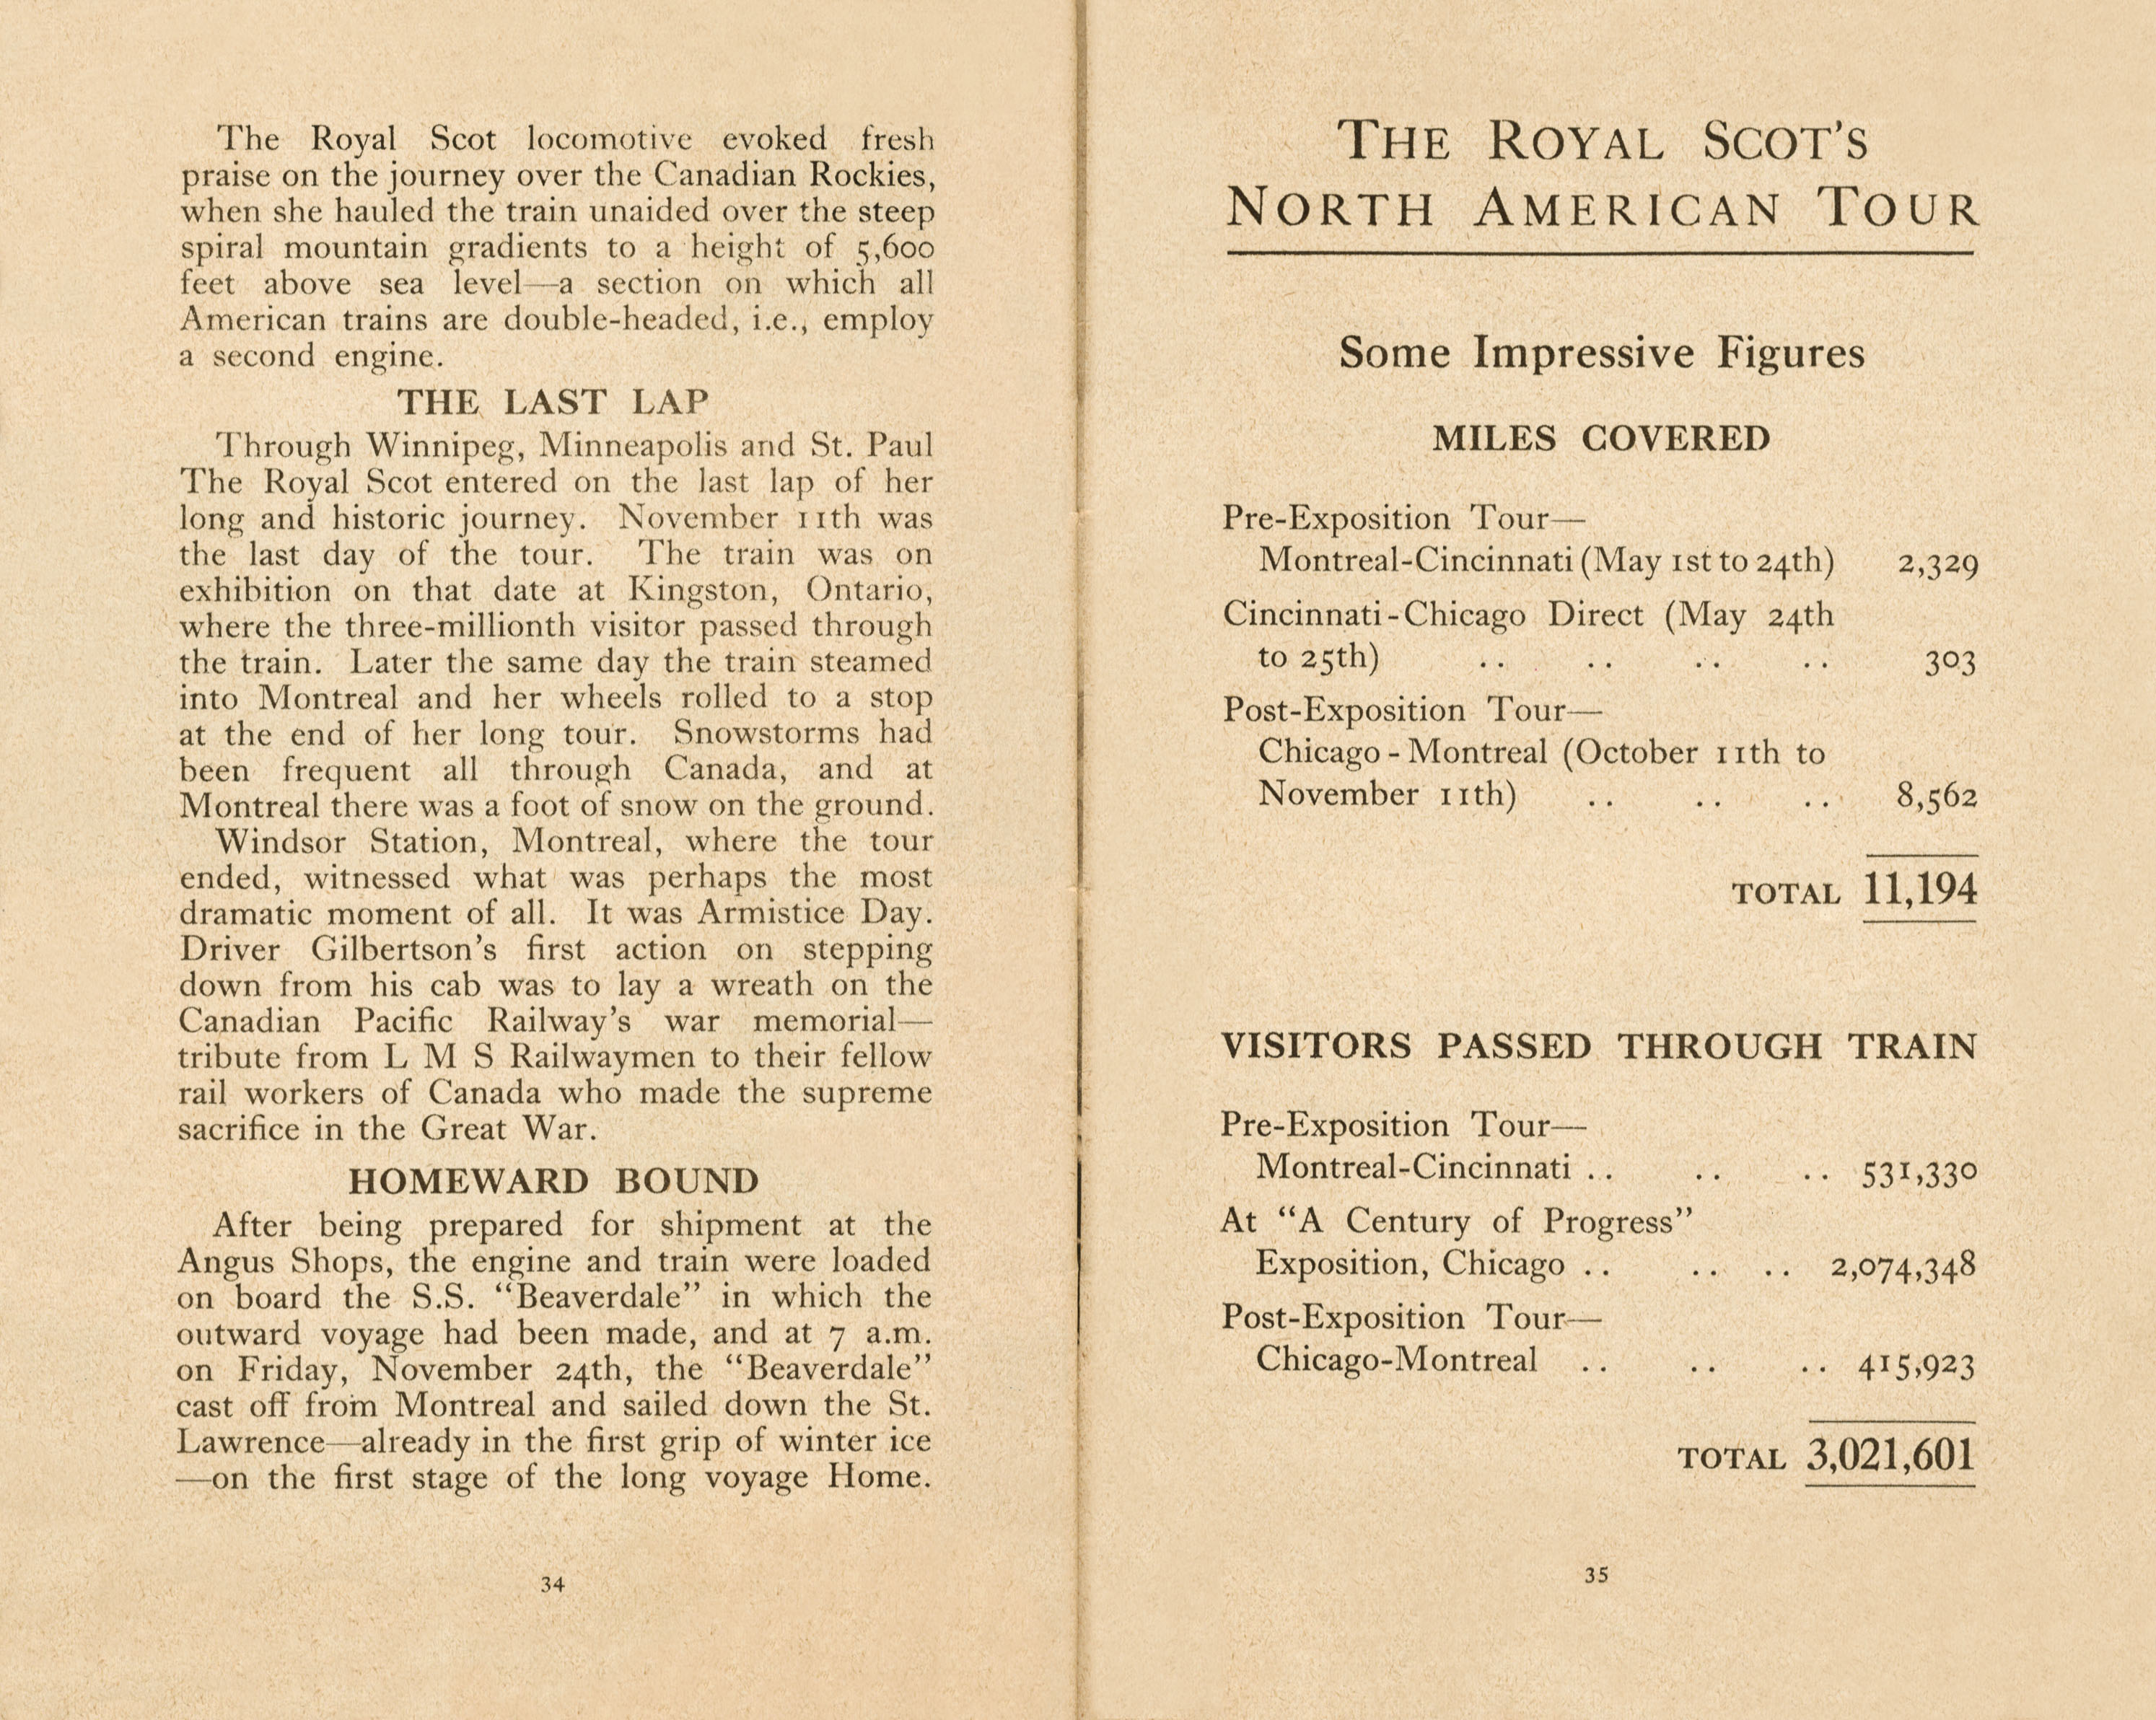 The Royal Scot locomotive evoked fresh
praise on the journey over the Canadian Rockies,
when she hauled the train unaided over the steep
spiral mountain gradients to a height of 5,600
feet above sea level—a section on which all
American trains are double-headed, i.e., employ
a second engine.
THE LAST LAP
Through Winnipeg, Minneapolis and St. Paul
The Royal Scot entered on the last lap of her
long and historic journey. November 11th was
the last day of the tour. The train was on
exhibition on that date at Kingston, Ontario,
where the three-millionth visitor passed through
the train. Later the same day the train steamed
into Montreal and her wheels rolled to a stop
at the end of her long tour. Snowstorms had
been frequent all through Canada, and at
Montreal there was a foot of snow on the ground.
Windsor Station, Montreal, where the tour
ended, witnessed what was perhaps the most
dramatic moment of all. It was Armistice Day.
Driver Gilbertson's first action on stepping
down from his cab was to lay a wreath on the
Canadian Pacific Railway's war memorial—
tribute from L M S Railwaymen to their fellow
rail workers of Canada who made the supreme
sacrifice in the Great War.
HOMEWARD BOUND
After being prepared for shipment at the
Angus Shops, the engine and train were loaded
on board the S.S. “Beaverdale” in which the
outward voyage had been made, and at 7 a.m.
on Friday, November 24th, the “Beaverdale”
cast off from Montreal and sailed down the St.
Lawrence—already in the first grip of winter ice
—on the first stage of the long voyage Home.
34
THE ROYAL SCOT'S
NORTH AMERICAN TOUR
Some Impressive Figures
MILES COVERED
Pre-Exposition Tour—
Montreal-Cincinnati (May 1st to 24th) 2,329
Cincinnati-Chicago Direct (May 24th
to 25th) .. .. .. .. 303
Post-Exposition Tour—
Chicago - Montreal (October 11th to
November 11th) .. .. .. 8,562
TOTAL 11,194
VISITORS PASSED THROUGH TRAIN
Pre-Exposition Tour—
Montreal-Cincinnati .. .. .. 531,330
At “A Century of Progress”
Exposition, Chicago .. .. .. 2,074,348
Post-Exposition Tour—
Chicago-Montreal .. .. .. 415,923
TOTAL 3,021,601
35